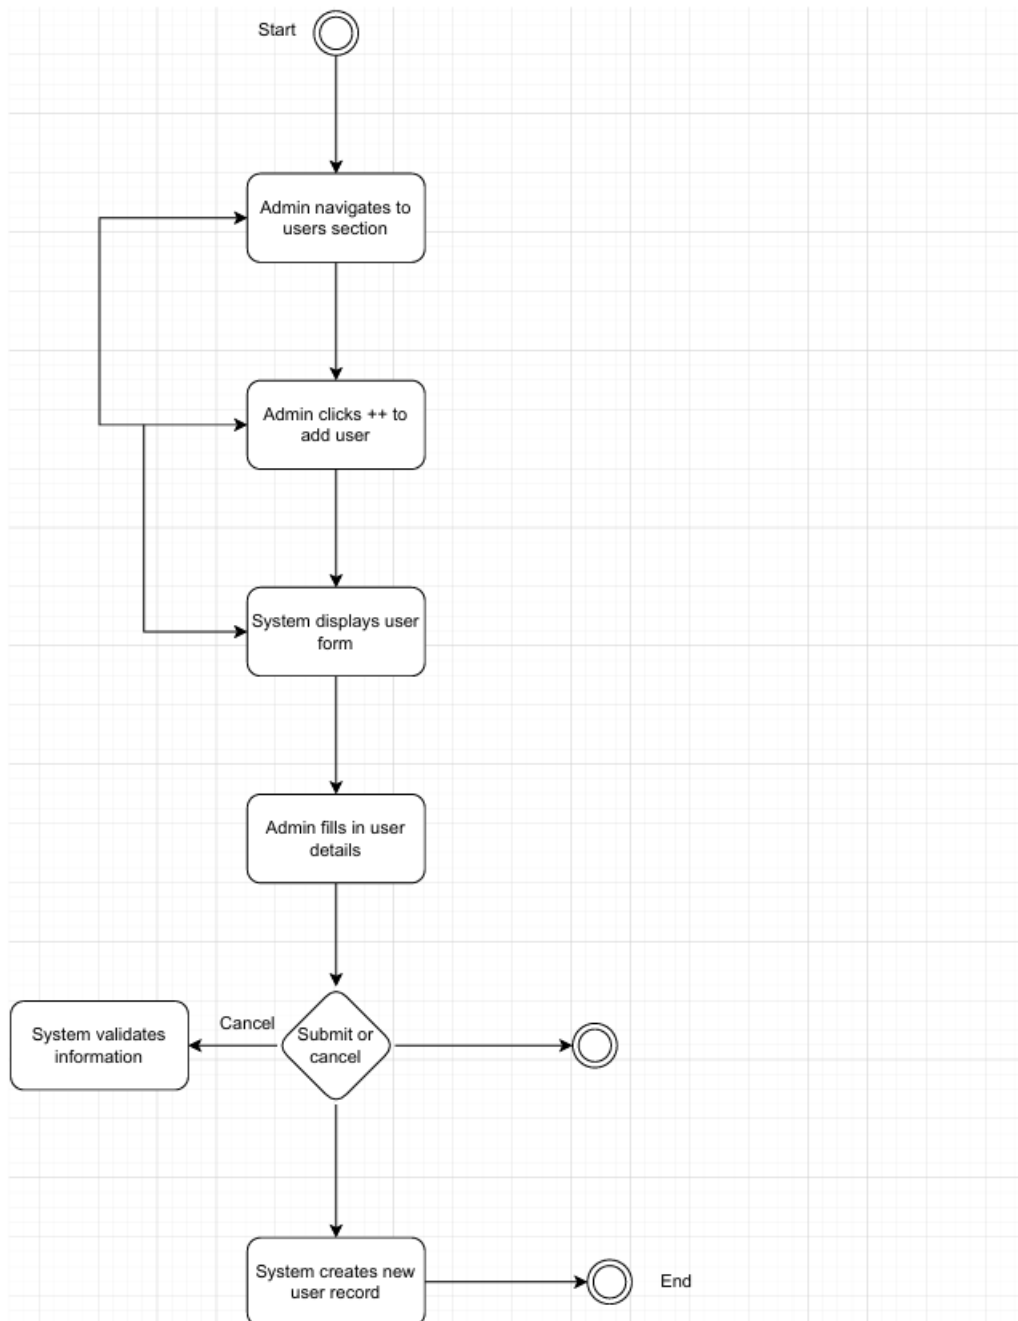 Start
Admin navigates to
users section
Admin clicks ++ to
add user
System displays user
form
Admin fills in user
details
System validates
information
Cancel
Submit or
cancel
System creates new
user record
End